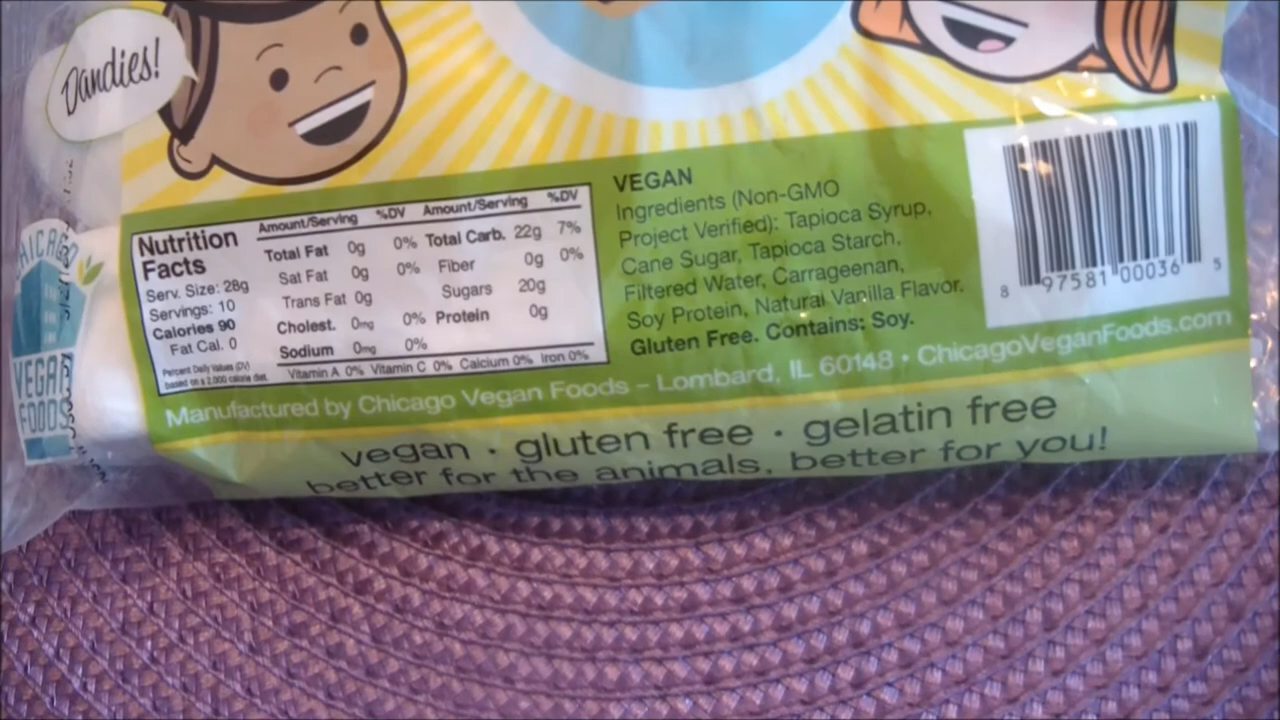 Dandies!
CHICAGO
VEGAN
FOODS
Nutrition
Facts
Serv. Size: 28g
Servings: 10
Calories 90
Fat Cal. 0
Percent Daily Values (DV)
based on a 2,000 calorie diet.
Amount/Serving %DV Amount/Serving %DV
Total Fat 0g 0% Total Carb. 22g 7%
Sat Fat 0g 0% Fiber 0g 0%
Trans Fat 0g Sugars 20g
Cholest. 0mg 0% Protein 0g
Sodium 0mg 0%
Vitamin A 0% Vitamin C 0% Calcium 0% Iron 0%
VEGAN
Ingredients (Non-GMO
Project Verified): Tapioca Syrup,
Cane Sugar, Tapioca Starch,
Filtered Water, Carrageenan,
Soy Protein, Natural Vanilla Flavor.
Gluten Free. Contains: Soy.
8 97581 00036 5
Manufactured by Chicago Vegan Foods – Lombard, IL 60148 • ChicagoVeganFoods.com
vegan · gluten free · gelatin free
better for the animals, better for you!